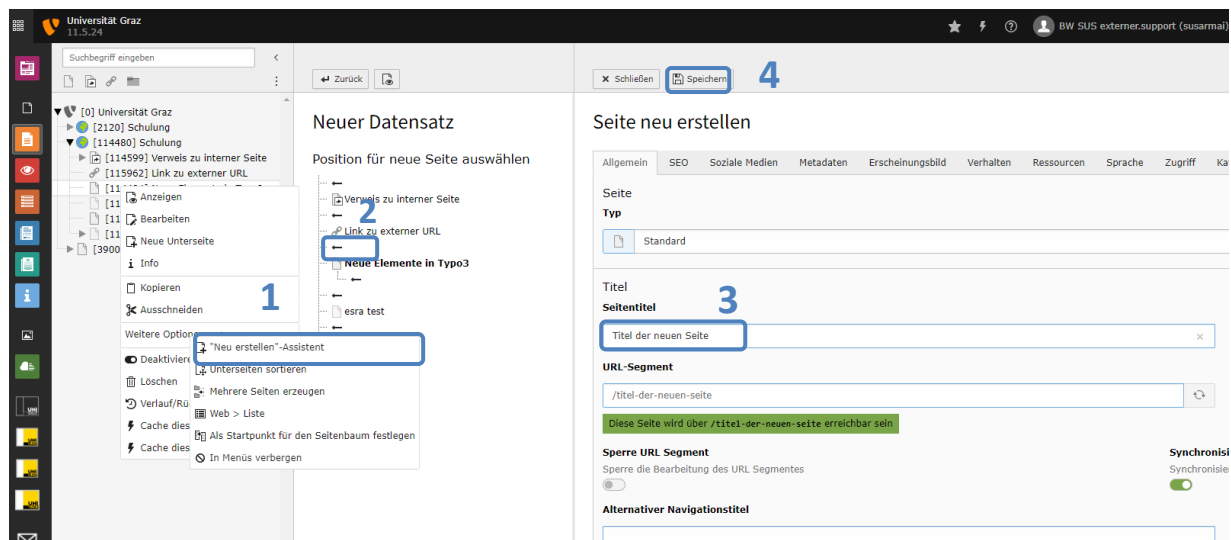 Universität Graz
11.5.24
BW SUS externer.support (susarmai)
Suchbegriff eingeben
[0] Universität Graz
[2120] Schulung
[114480] Schulung
[114599] Verweis zu interner Seite
[115962] Link zu externer URL
[11
[11
[11
[3900
Anzeigen
Bearbeiten
Neue Unterseite
Info
Kopieren
Ausschneiden
Weitere Option
Deaktiviere
Löschen
Verlauf/Rü
Cache dies
Cache dies
1
"Neu erstellen"-Assistent
Unterseiten sortieren
Mehrere Seiten erzeugen
Web > Liste
Als Startpunkt für den Seitenbaum festlegen
In Menüs verbergen
Zurück
Neuer Datensatz
Position für neue Seite auswählen
Verweis zu interner Seite
2
Link zu externer URL
Neue Elemente in Typo3
esra test
Schließen
Speichern
4
Seite neu erstellen
Allgemein SEO Soziale Medien Metadaten Erscheinungsbild Verhalten Ressourcen Sprache Zugriff Ka
Seite
Typ
Standard
Titel
3
Seitentitel
Titel der neuen Seite
URL-Segment
/titel-der-neuen-seite
Diese Seite wird über /titel-der-neuen-seite erreichbar sein
Sperre URL Segment
Synchronisi
Sperre die Bearbeitung des URL Segmentes
Synchronisie
Alternativer Navigationstitel